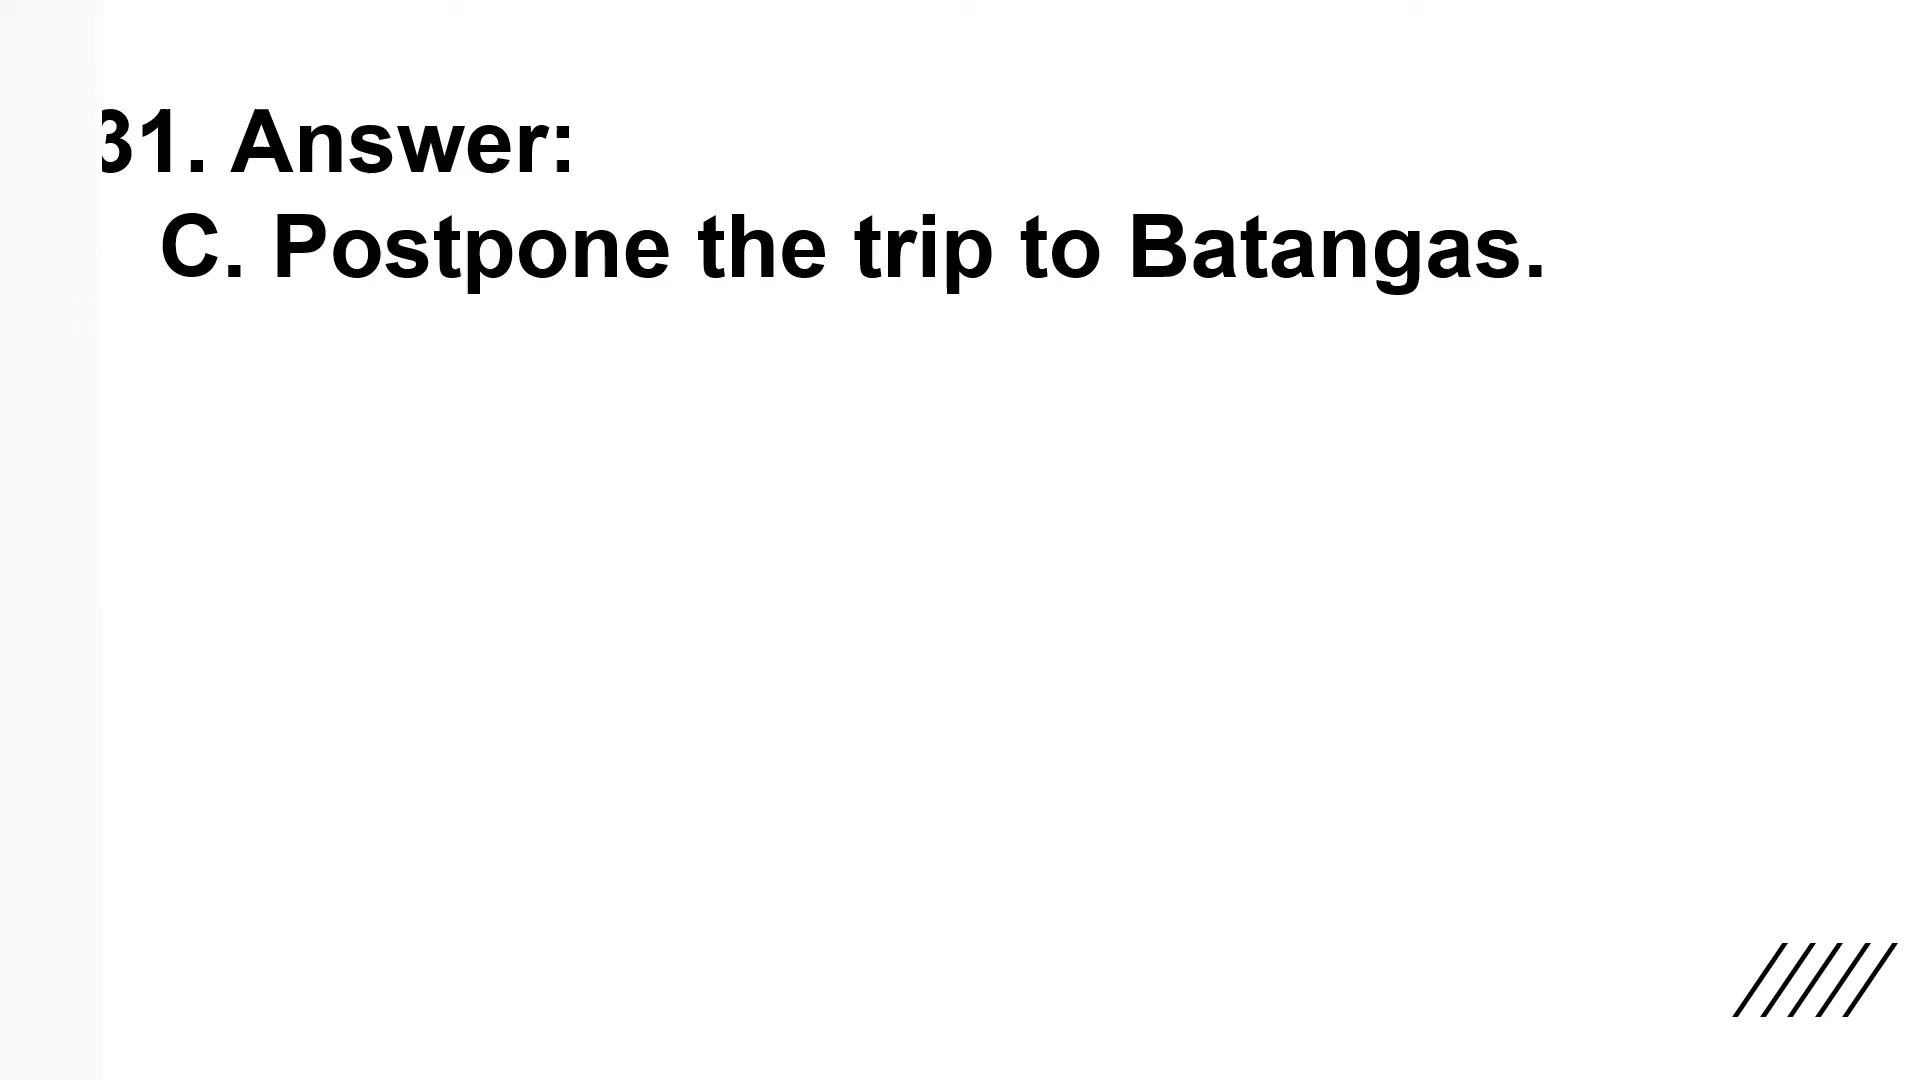 31. Answer:
C. Postpone the trip to Batangas.